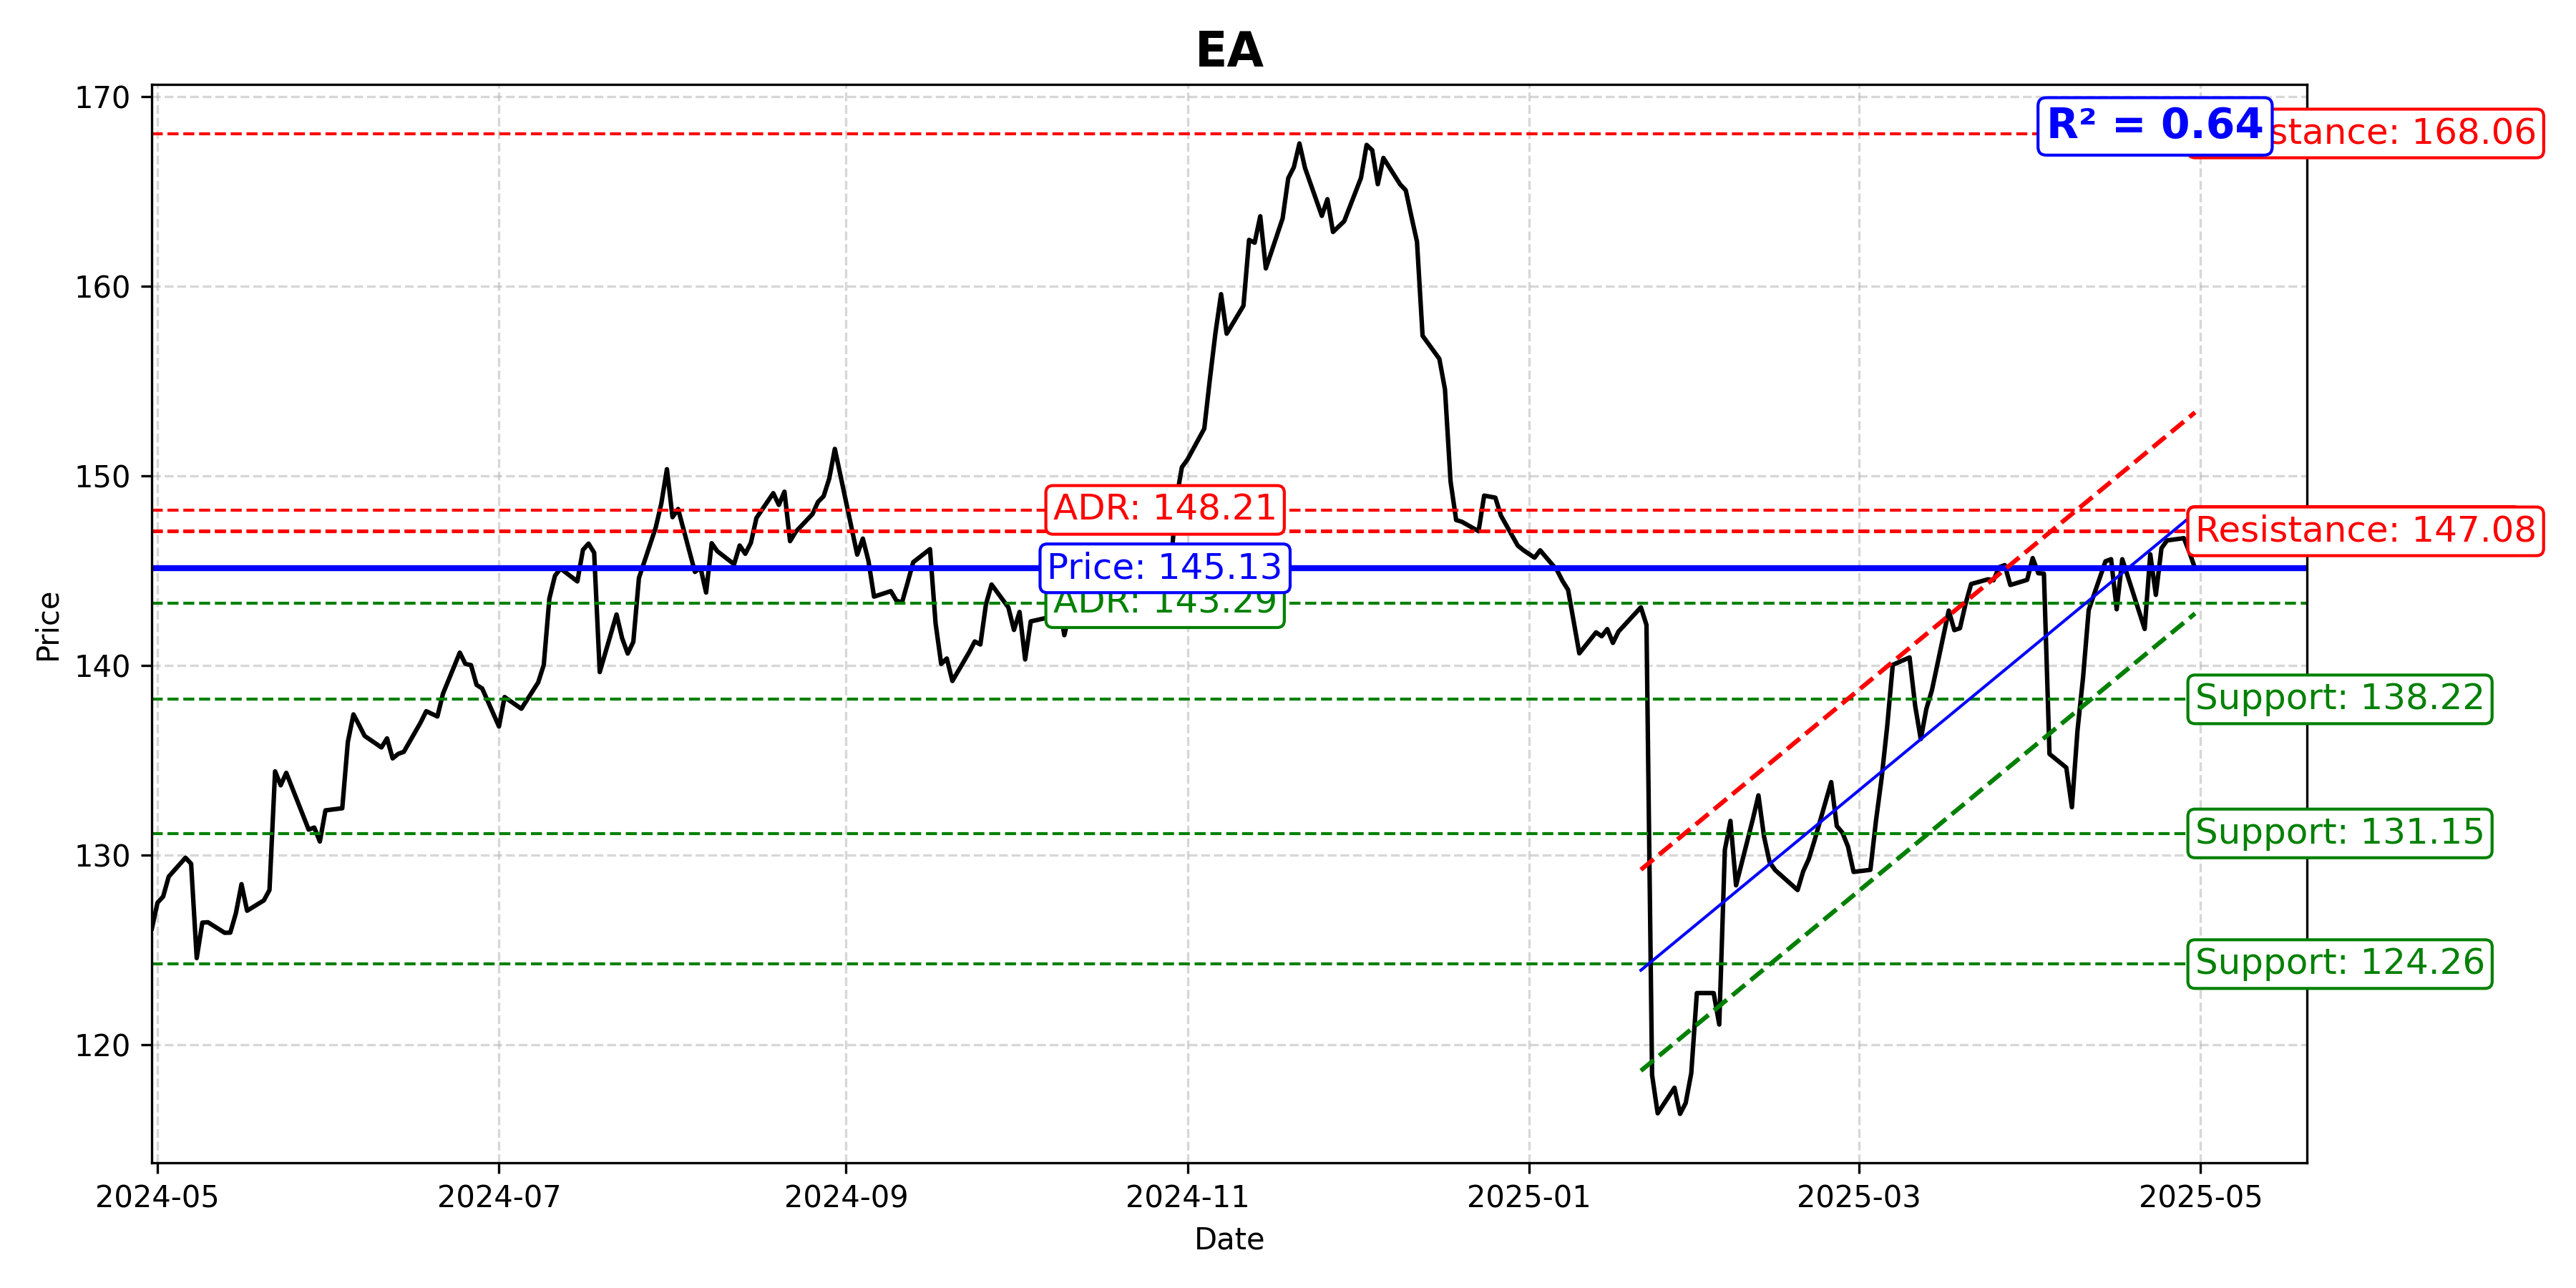 EA
170
160
150
140
130
120
Price
R² = 0.64
stance: 168.06
ADR: 148.21
Resistance: 147.08
Price: 145.13
ADR: 143.29
Support: 138.22
Support: 131.15
Support: 124.26
2024-05
2024-07
2024-09
2024-11
2025-01
2025-03
2025-05
Date